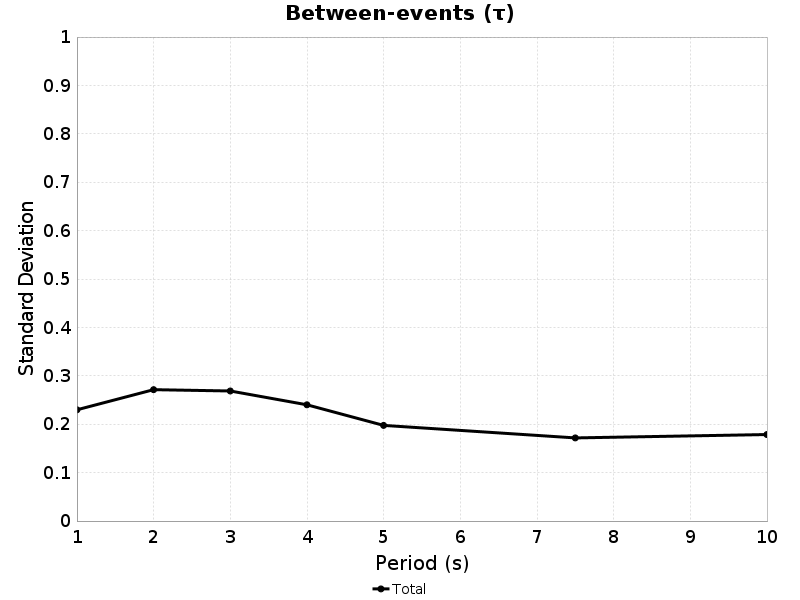 Between-events (τ)
1
0.9
0.8
0.7
0.6
0.5
0.4
0.3
0.2
0.1
0
Standard Deviation
1 2 3 4 5 6 7 8 9 10
Period (s)
Total